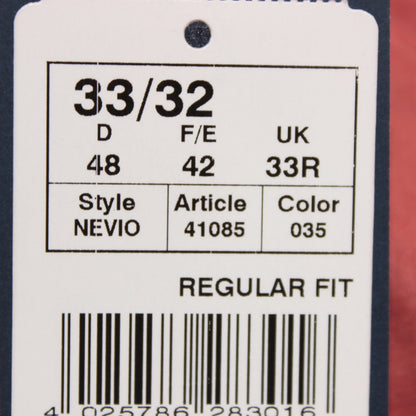 33/32
D F/E UK
48 42 33R
Style Article Color
NEVIO 41085 035
REGULAR FIT
4 025786 283016